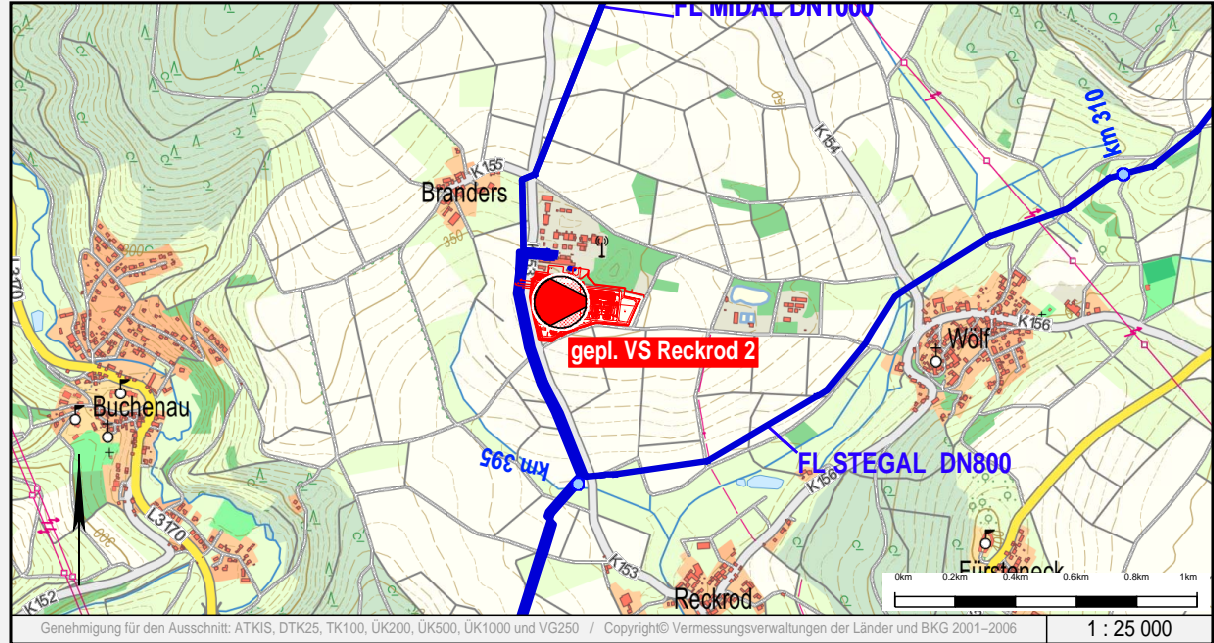 FL MIDAL DN1000
km 310
K154
K155
Branders
350
L3170
K156
Wölf
gepl. VS Reckrod 2
Buchenau
km 395
FL STEGAL DN800
K156
L3170
300
K153
Fürsteneck
K152
Reckrod
0km 0.2km 0.4km 0.6km 0.8km 1km
Genehmigung für den Ausschnitt: ATKIS, DTK25, TK100, ÜK200, ÜK500, ÜK1000 und VG250 / Copyright© Vermessungsverwaltungen der Länder und BKG 2001–2006
1 : 25 000